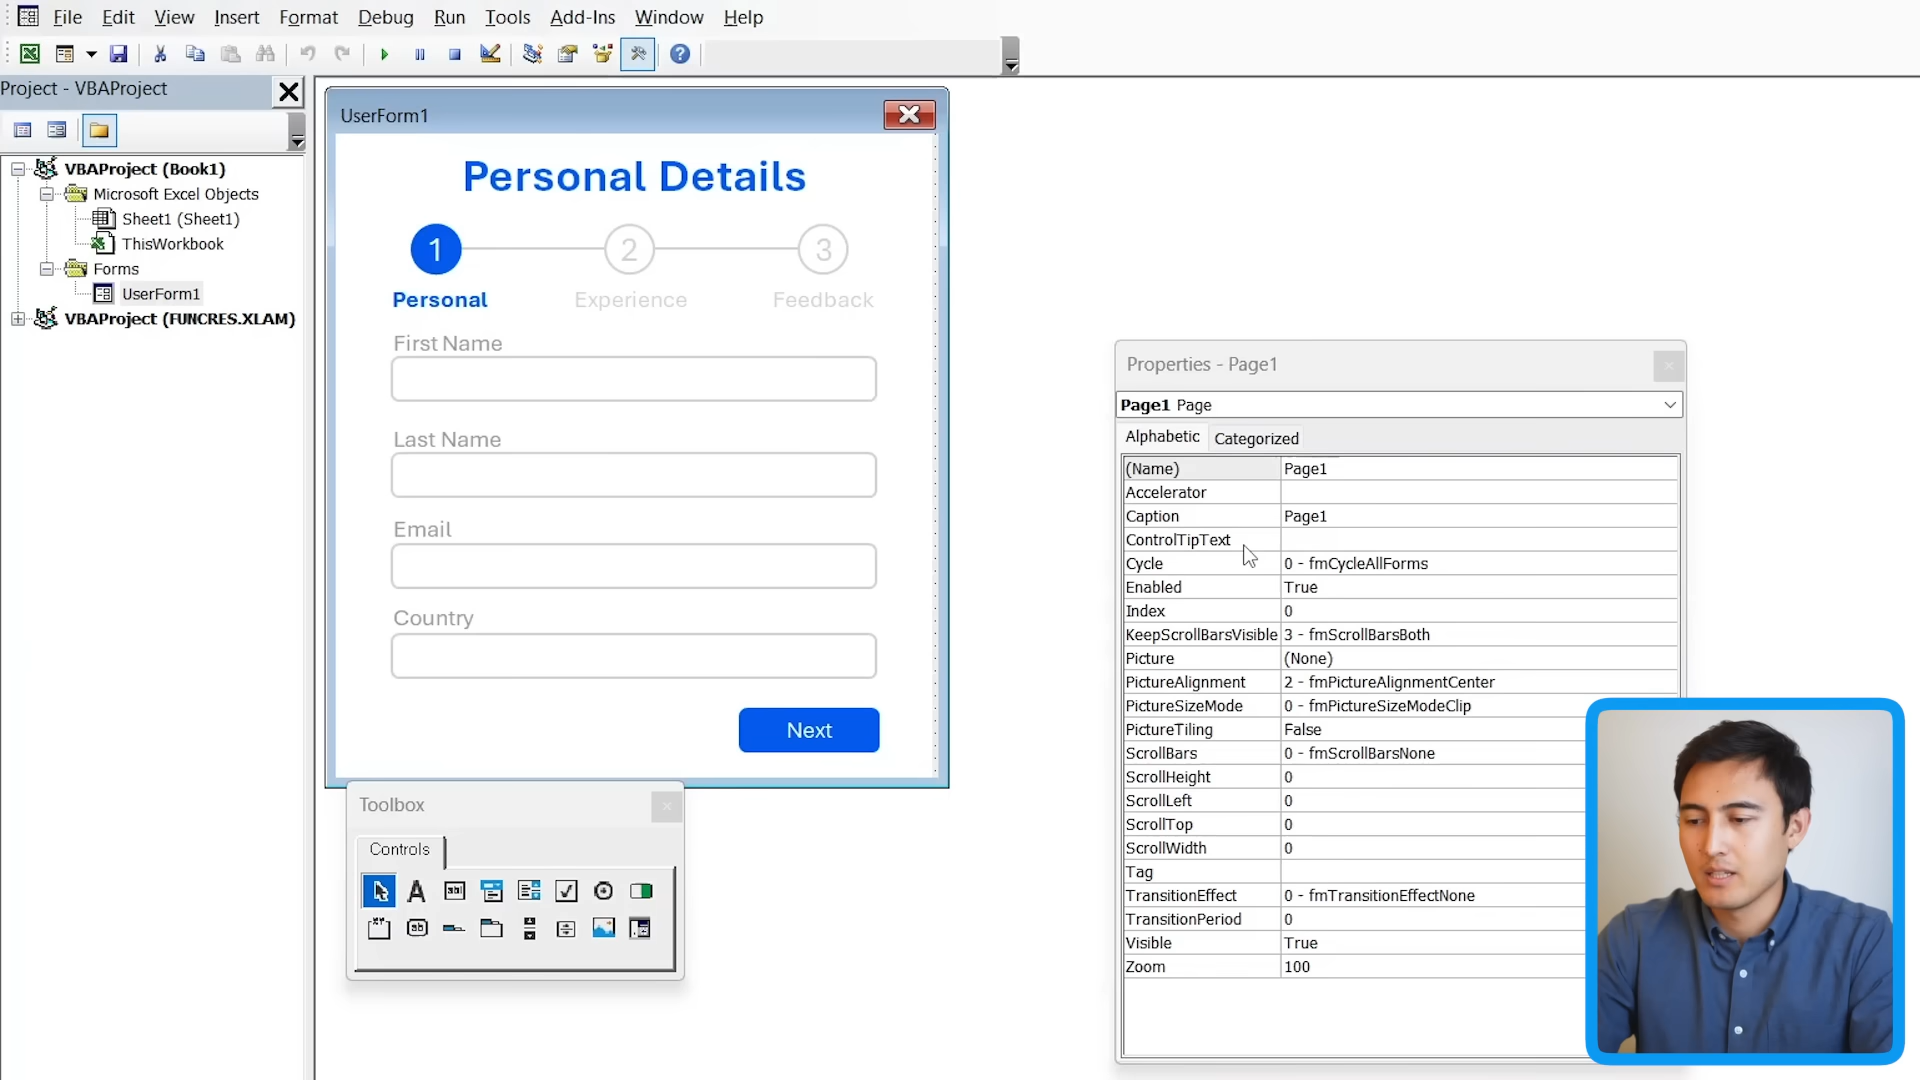 File Edit View Insert Format Debug Run Tools Add-Ins Window Help
Project - VBAProject
VBAProject (Book1)
Microsoft Excel Objects
Sheet1 (Sheet1)
ThisWorkbook
Forms
UserForm1
VBAProject (FUNCRES.XLAM)
UserForm1
Personal Details
1 2 3
Personal Experience Feedback
First Name
Last Name
Email
Country
Next
Toolbox
Controls
A
Properties - Page1
Page1 Page
Alphabetic Categorized
(Name) Page1
Accelerator
Caption Page1
ControlTipText
Cycle 0 - fmCycleAllForms
Enabled True
Index 0
KeepScrollBarsVisible 3 - fmScrollBarsBoth
Picture (None)
PictureAlignment 2 - fmPictureAlignmentCenter
PictureSizeMode 0 - fmPictureSizeModeClip
PictureTiling False
ScrollBars 0 - fmScrollBarsNone
ScrollHeight 0
ScrollLeft 0
ScrollTop 0
ScrollWidth 0
Tag
TransitionEffect 0 - fmTransitionEffectNone
TransitionPeriod 0
Visible True
Zoom 100